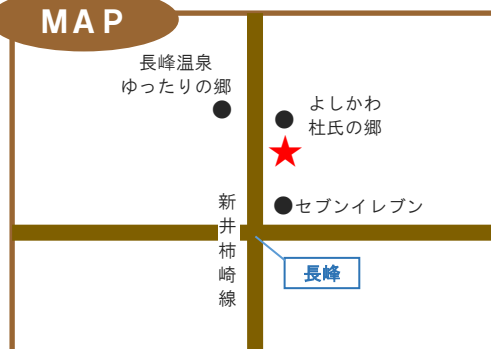 MAP
長峰温泉
ゆったりの郷
よしかわ
杜氏の郷
セブンイレブン
新井柿崎線
長峰